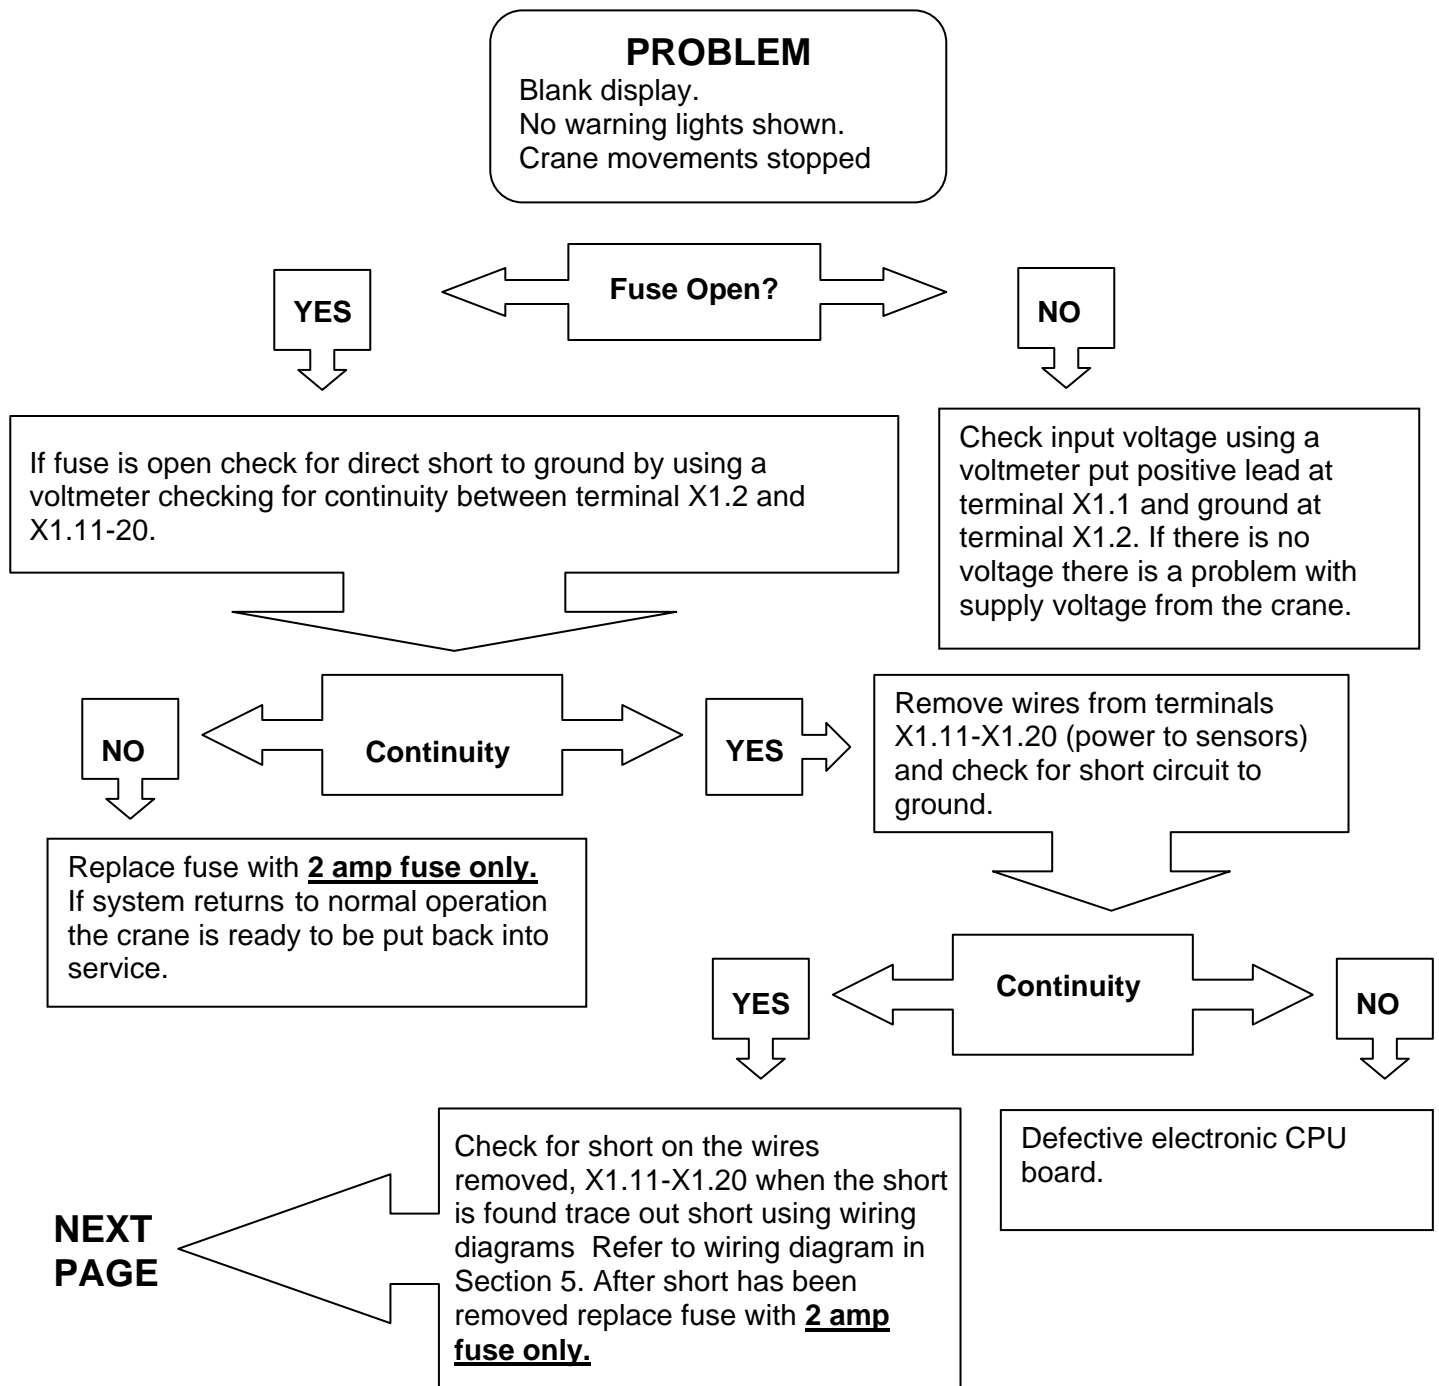 PROBLEM
Blank display.
No warning lights shown.
Crane movements stopped
Fuse Open?
YES
NO
If fuse is open check for direct short to ground by using a
voltmeter checking for continuity between terminal X1.2 and
X1.11-20.
Check input voltage using a
voltmeter put positive lead at
terminal X1.1 and ground at
terminal X1.2. If there is no
voltage there is a problem with
supply voltage from the crane.
NO
Continuity
YES
Remove wires from terminals
X1.11-X1.20 (power to sensors)
and check for short circuit to
ground.
Replace fuse with 2 amp fuse only.
If system returns to normal operation
the crane is ready to be put back into
service.
YES
Continuity
NO
Check for short on the wires
removed, X1.11-X1.20 when the short
is found trace out short using wiring
diagrams  Refer to wiring diagram in
Section 5. After short has been
removed replace fuse with 2 amp
fuse only.
Defective electronic CPU
board.
NEXT
PAGE